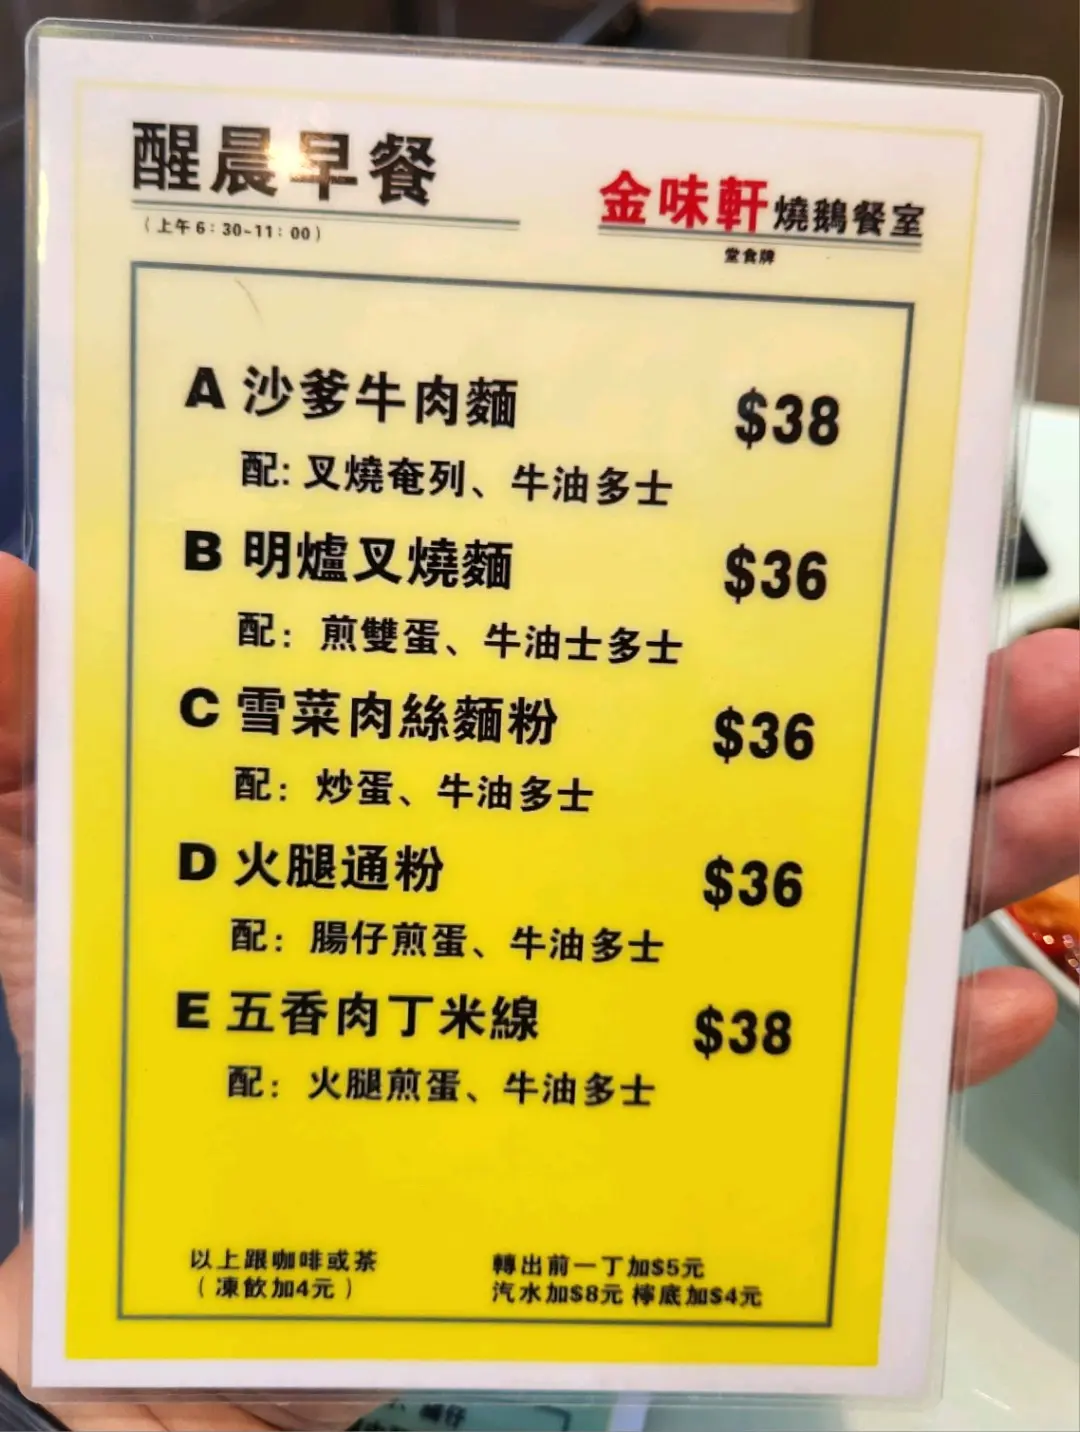 醒晨早餐
(上午6:30-11:00)
金味軒燒鵝餐室
堂食牌
A 沙爹牛肉麵 $38
配: 叉燒奄列、牛油多士
B 明爐叉燒麵 $36
配: 煎雙蛋、牛油士多士
C 雪菜肉絲麵粉 $36
配: 炒蛋、牛油多士
D 火腿通粉 $36
配: 腸仔煎蛋、牛油多士
E 五香肉丁米線 $38
配: 火腿煎蛋、牛油多士
以上跟咖啡或茶
(凍飲加4元)
轉出前一丁加$5元
汽水加$8元 檸底加$4元